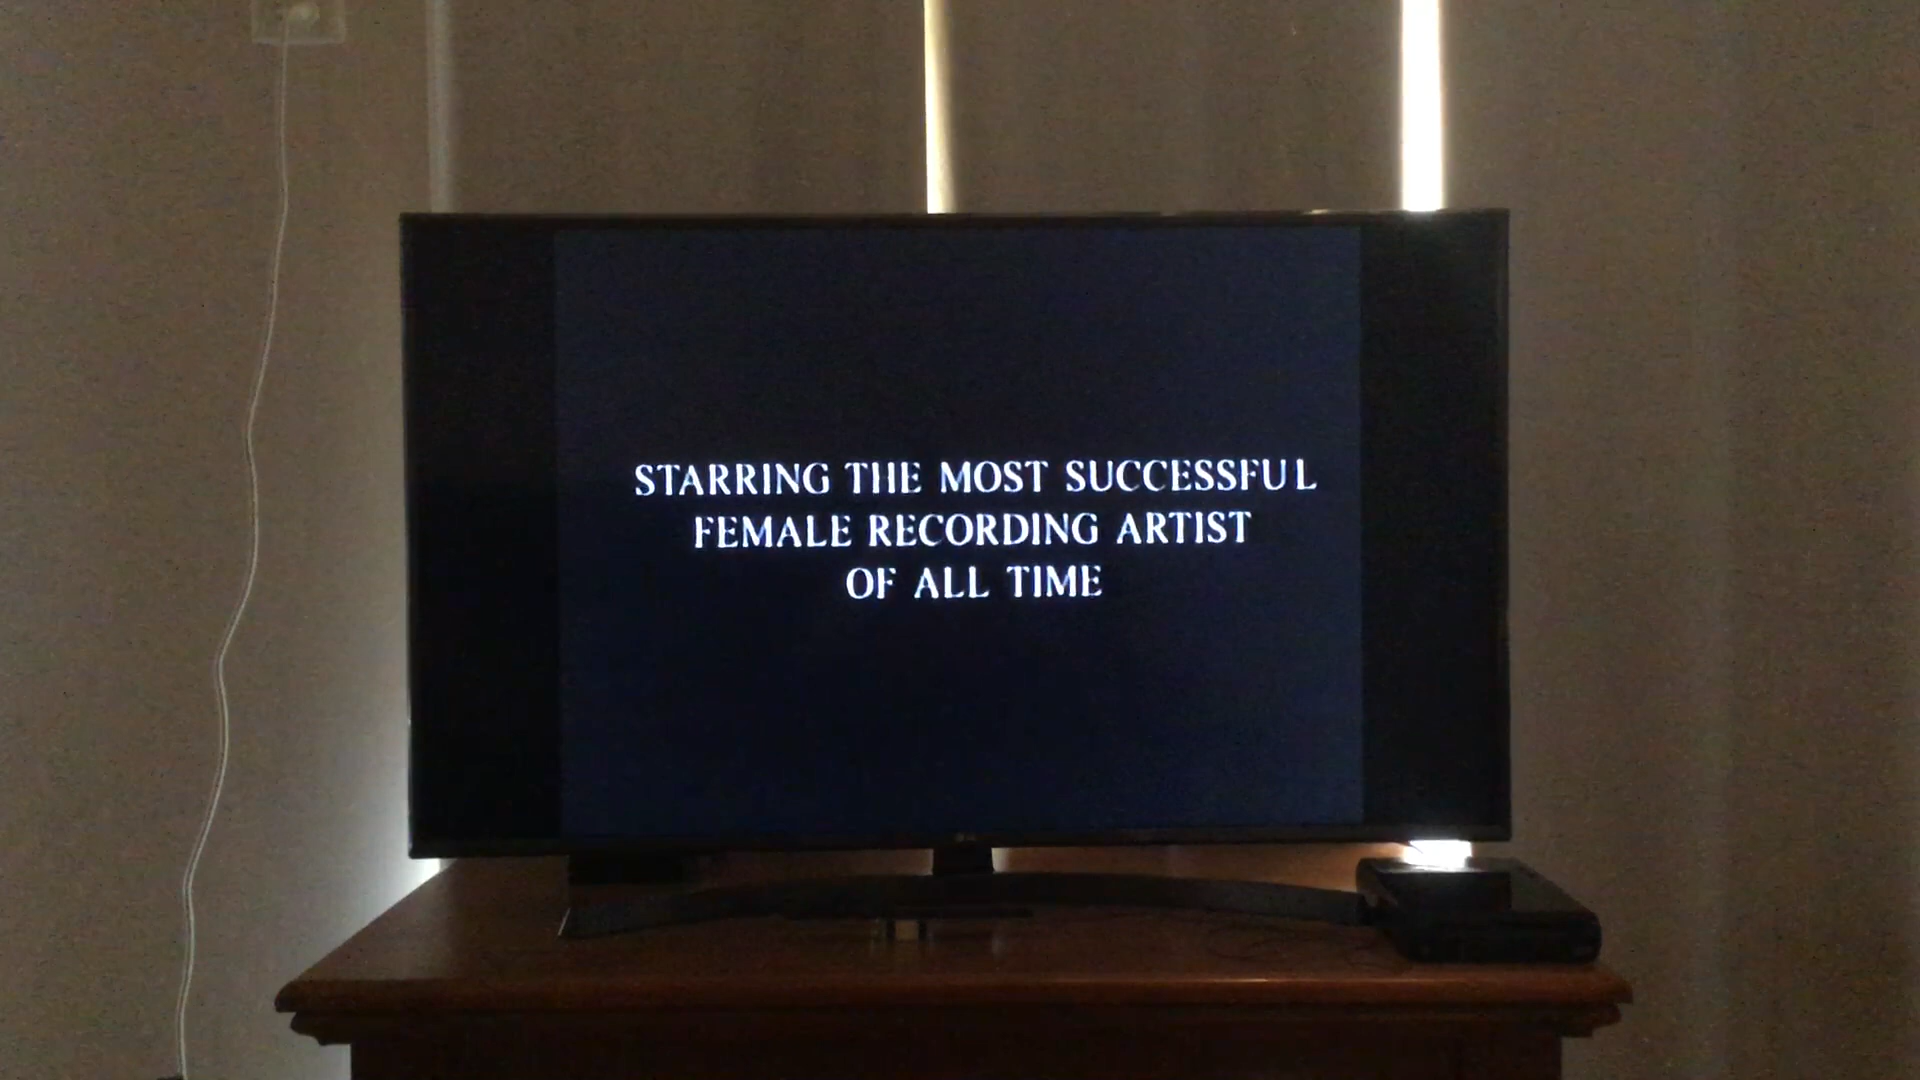 STARRING THE MOST SUCCESSFUL
FEMALE RECORDING ARTIST
OF ALL TIME